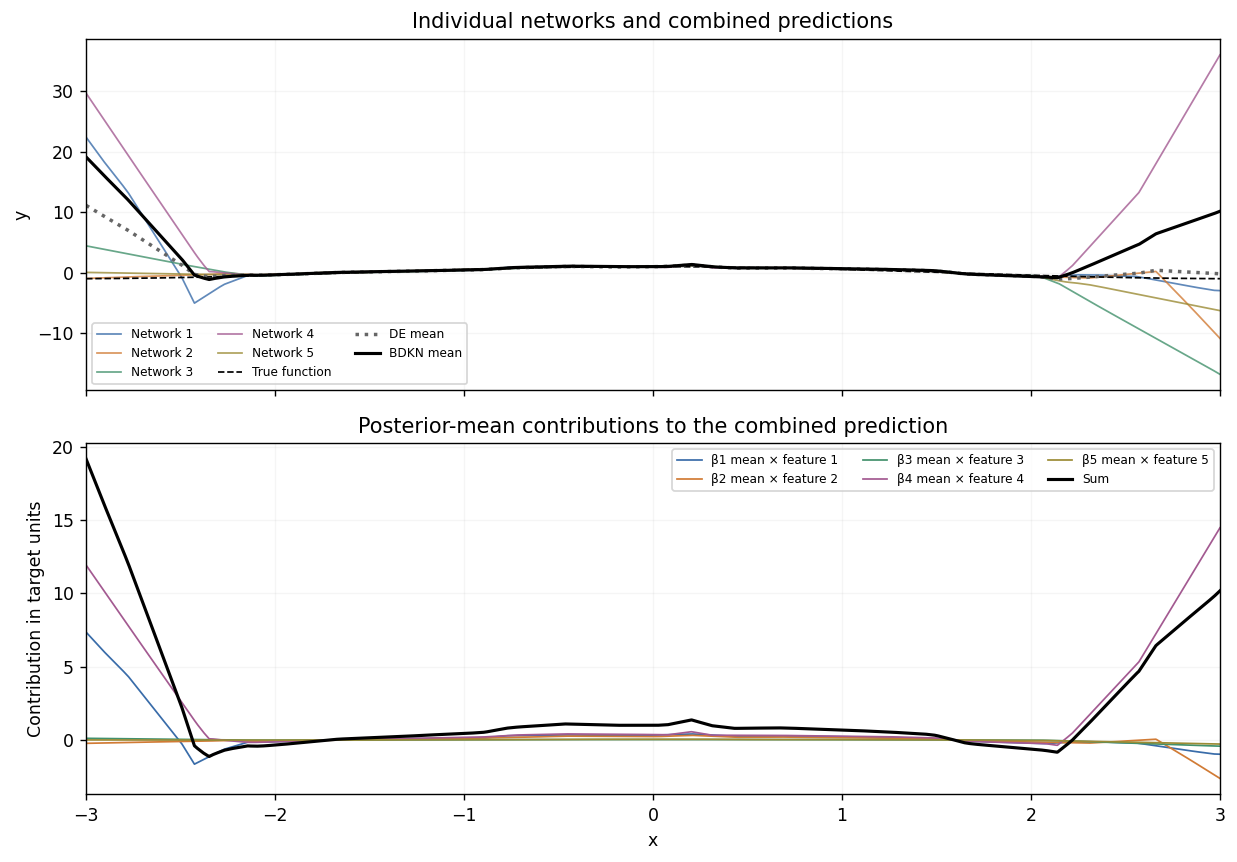 Individual networks and combined predictions
y
30
20
10
0
−10
Network 1 Network 4 DE mean
Network 2 Network 5 BDKN mean
Network 3 True function
Posterior-mean contributions to the combined prediction
Contribution in target units
20
15
10
5
0
β1 mean × feature 1 β3 mean × feature 3 β5 mean × feature 5
β2 mean × feature 2 β4 mean × feature 4 Sum
−3 −2 −1 0 1 2 3
x